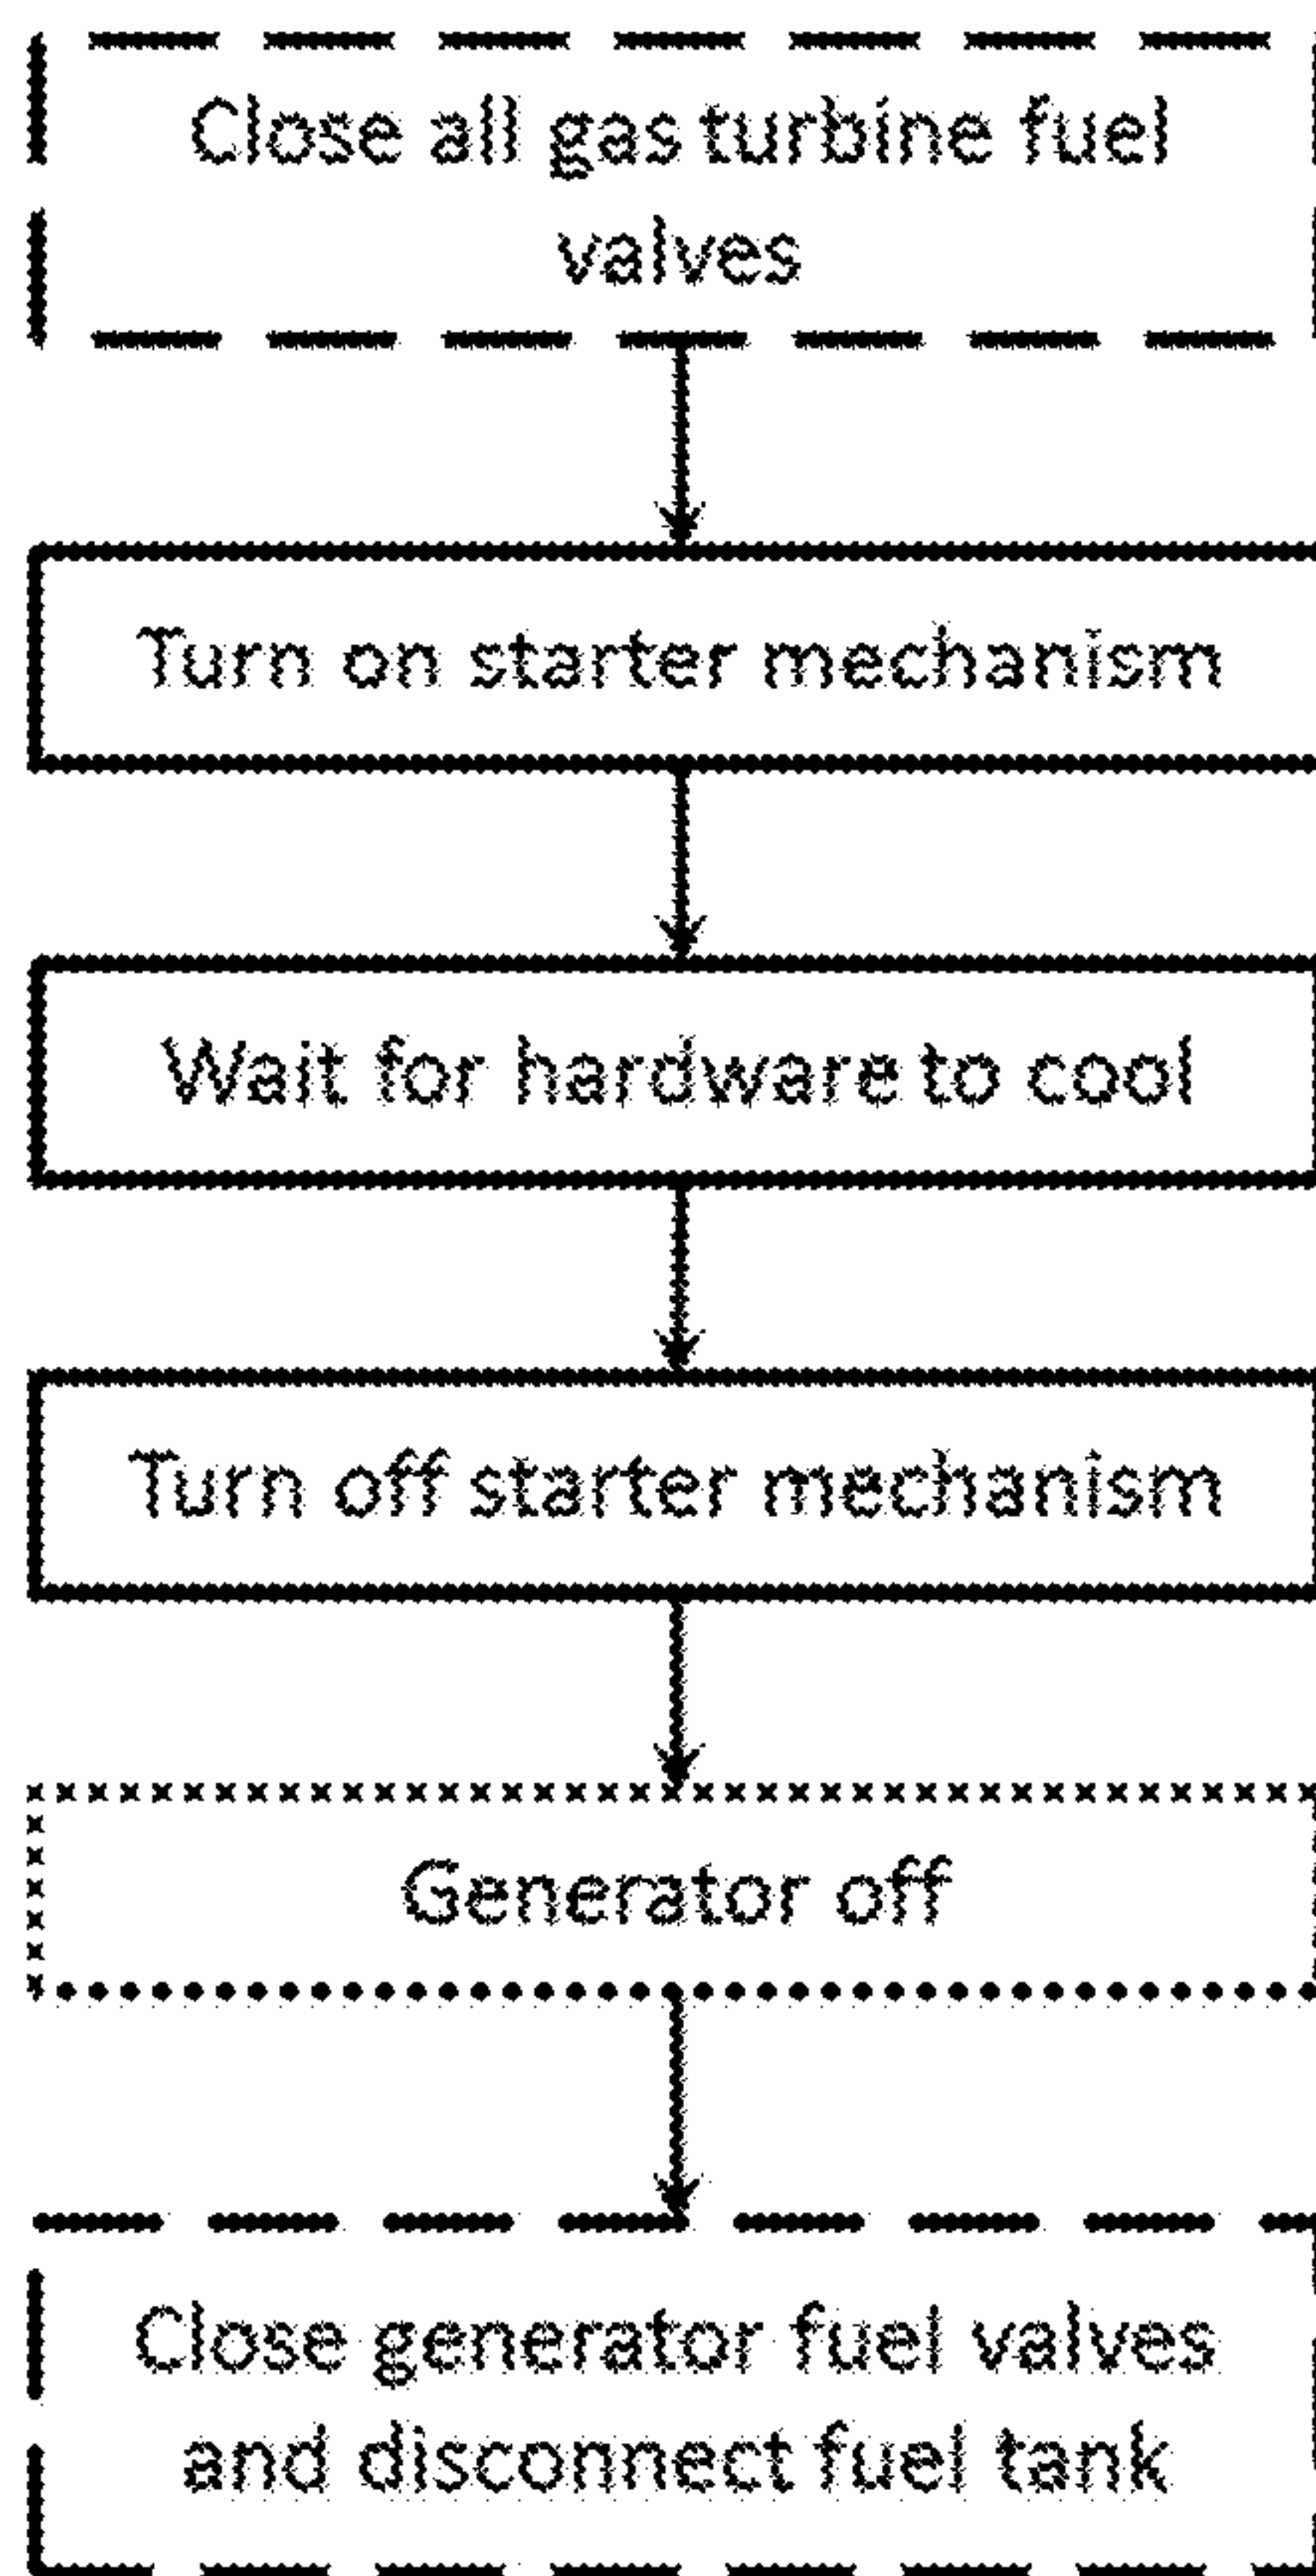 Close all gas turbine fuel
valves
Turn on starter mechanism
Wait for hardware to cool
Turn off starter mechanism
Generator off
Close generator fuel valves
and disconnect fuel tank